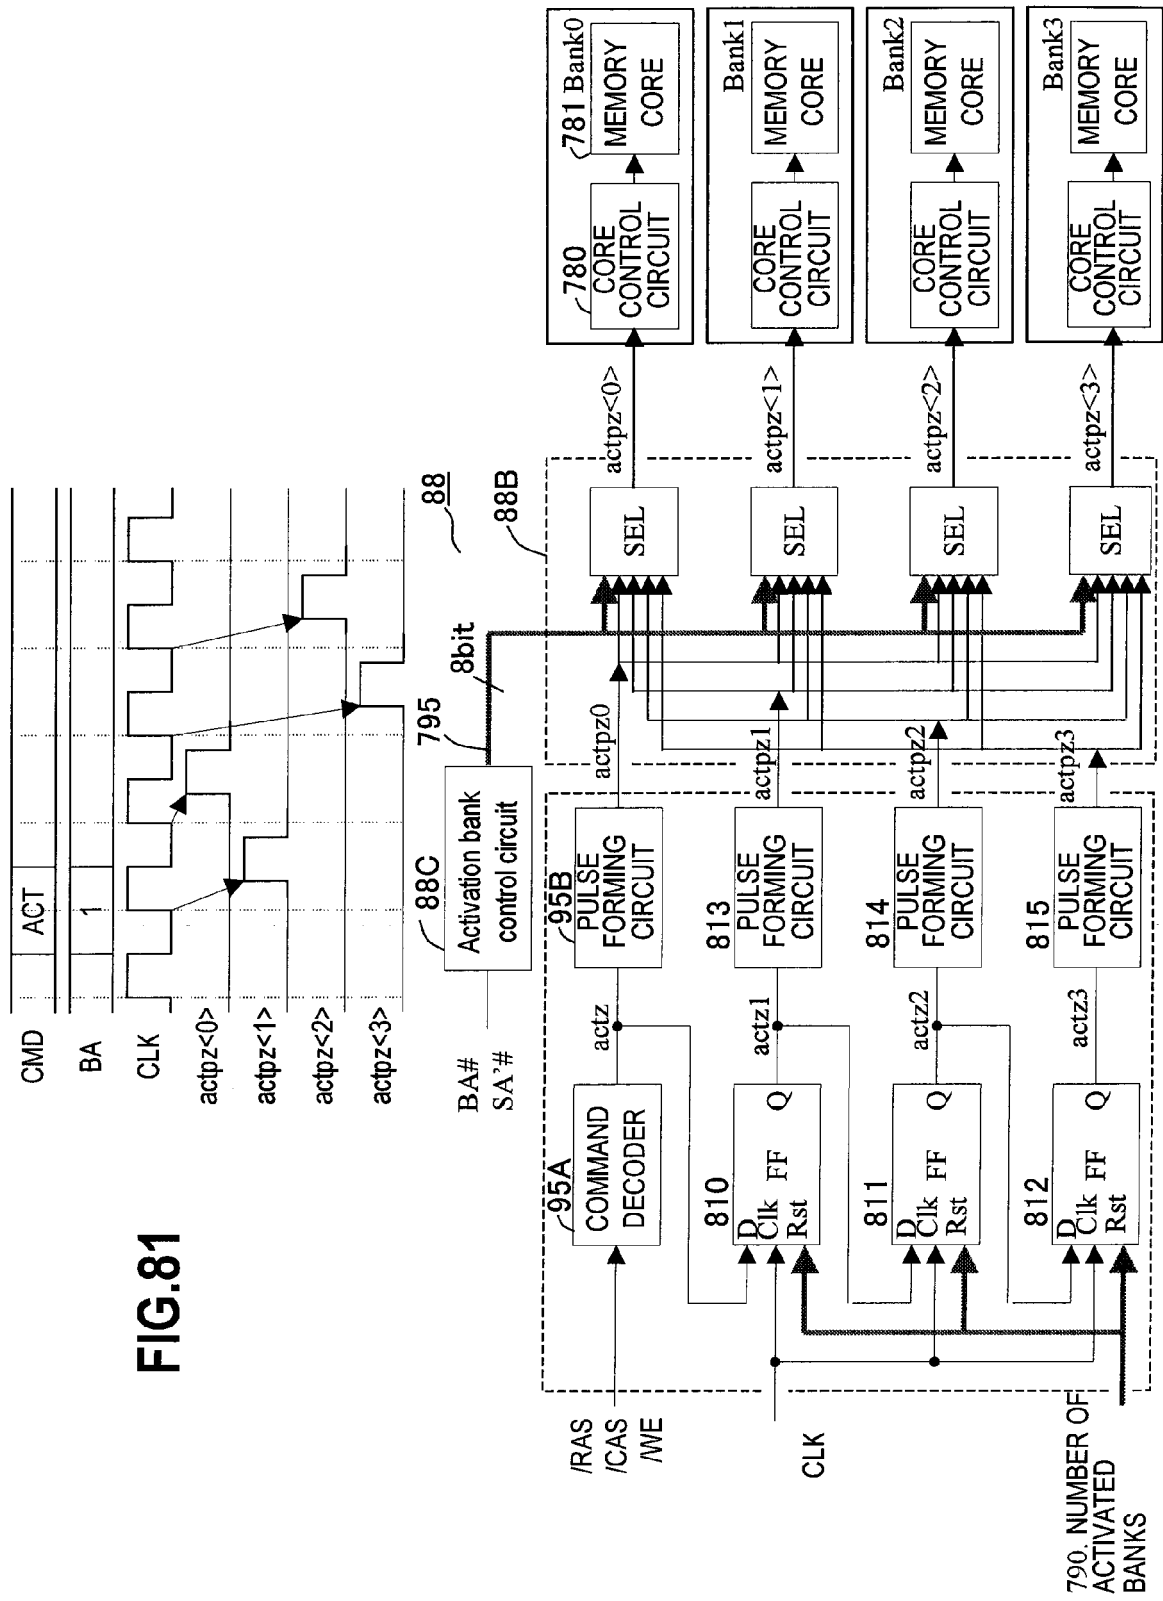 FIG.81
CMD
ACT
BA
1
CLK
actpz<0>
actpz<1>
actpz<2>
actpz<3>
BA#
SA'#
88C
Activation bank
control circuit
795
8bit
88
88B
/RAS
/CAS
/WE
CLK
790. NUMBER OF
ACTIVATED
BANKS
95A
COMMAND
DECODER
actz
95B
PULSE
FORMING
CIRCUIT
actpz0
SEL
actpz<0>
780
CORE
CONTROL
CIRCUIT
781
Bank0
MEMORY
CORE
810
D
Clk
Rst
FF
Q
actz1
813
PULSE
FORMING
CIRCUIT
actpz1
SEL
actpz<1>
CORE
CONTROL
CIRCUIT
Bank1
MEMORY
CORE
811
D
Clk
Rst
FF
Q
actz2
814
PULSE
FORMING
CIRCUIT
actpz2
SEL
actpz<2>
CORE
CONTROL
CIRCUIT
Bank2
MEMORY
CORE
812
D
Clk
Rst
FF
Q
actz3
815
PULSE
FORMING
CIRCUIT
actpz3
SEL
actpz<3>
CORE
CONTROL
CIRCUIT
Bank3
MEMORY
CORE